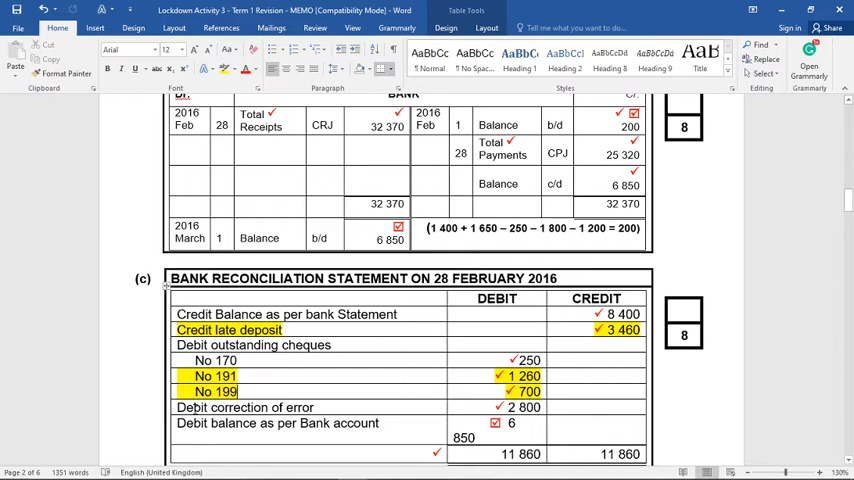 Lockdown Activity 3 - Term 1 Revision - MEMO [Compatibility Mode] - Word
Table Tools
Sign in
Share
File Home Insert Draw Design Layout References Mailings Review View Grammarly Design Layout Tell me what you want to do...
Paste
Cut
Copy
Format Painter
Clipboard
Arial 12
B I U
Font
Paragraph
AaBbCc AaBbCc AaBbC AaBbCc AaBbCcDd AaBbCcDd AaB
¶ Normal ¶ No Spac... Heading 1 Heading 2 Heading 3 Heading 4 Title
Styles
Find
Replace
Select
Editing
Open Grammarly
Grammarly
Dr. BANK Cr.
2016 Feb 28 Total Receipts CRJ 32 370 2016 Feb 1 Balance b/d 200
28 Total Payments CPJ 25 320
Balance c/d 6 850
32 370 32 370
2016 March 1 Balance b/d 6 850 (1 400 + 1 650 – 250 – 1 800 – 1 200 = 200)
8
(c) BANK RECONCILIATION STATEMENT ON 28 FEBRUARY 2016
DEBIT CREDIT
Credit Balance as per bank Statement 8 400
Credit late deposit 3 460
Debit outstanding cheques
No 170 250
No 191 1 260
No 199 700
Debit correction of error 2 800
Debit balance as per Bank account 6
850
11 860 11 860
8
Page 2 of 6 1351 words English (United Kingdom) 130%